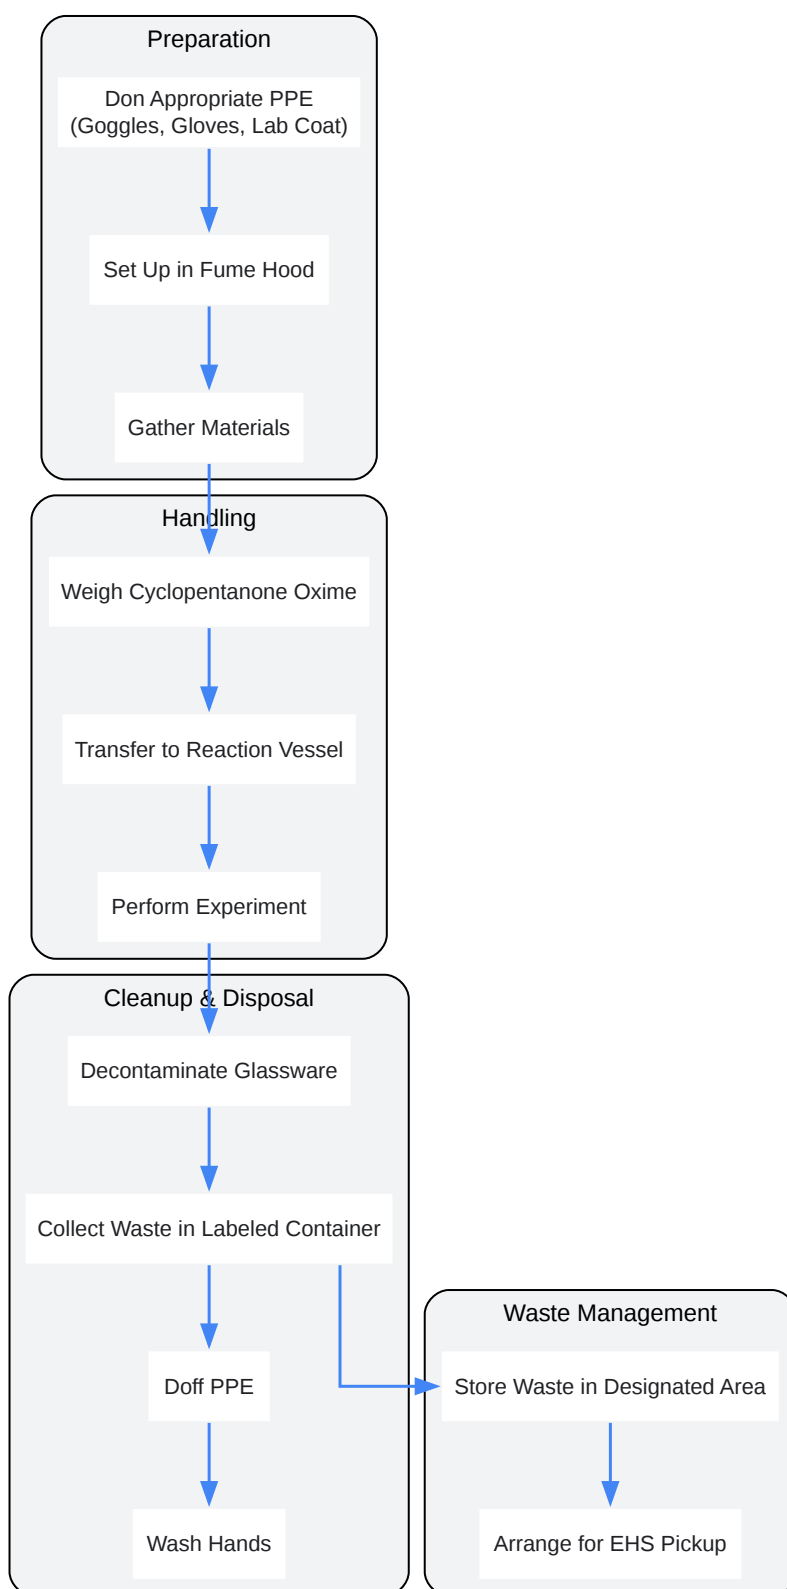 Preparation
Don Appropriate PPE
(Goggles, Gloves, Lab Coat)
Set Up in Fume Hood
Gather Materials
Handling
Weigh Cyclopentanone Oxime
Transfer to Reaction Vessel
Perform Experiment
Cleanup & Disposal
Decontaminate Glassware
Collect Waste in Labeled Container
Doff PPE
Wash Hands
Waste Management
Store Waste in Designated Area
Arrange for EHS Pickup